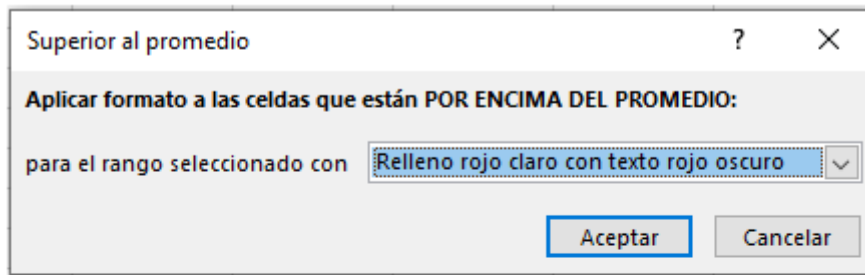 Superior al promedio ?
Aplicar formato a las celdas que están POR ENCIMA DEL PROMEDIO:
para el rango seleccionado con Relleno rojo claro con texto rojo oscuro
Aceptar Cancelar